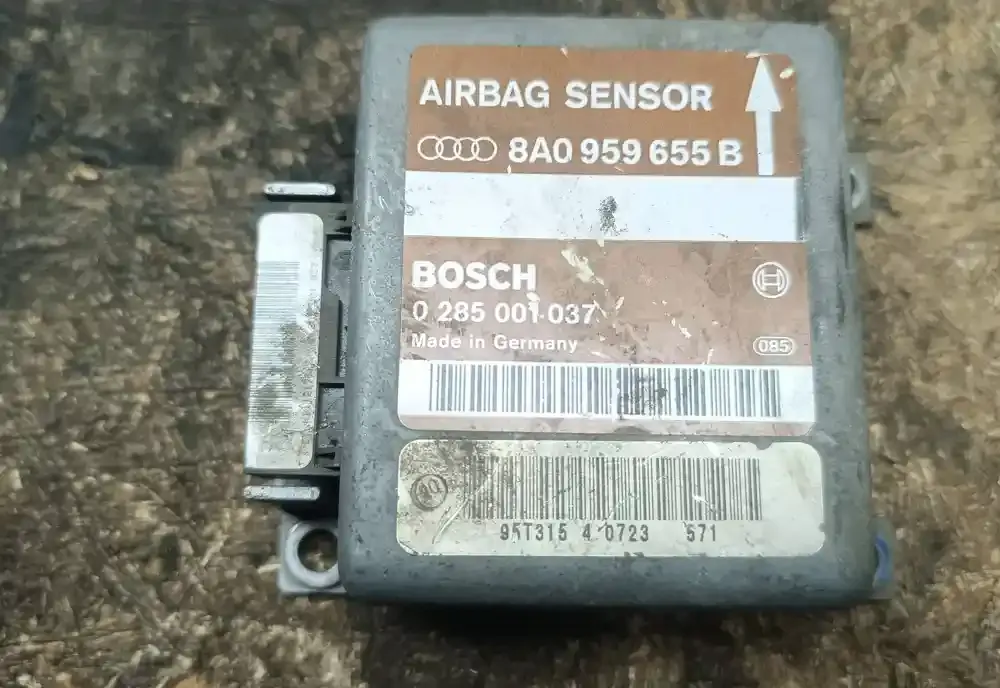 AIRBAG SENSOR
8A0 959 655 B
BOSCH
0 285 001 037
Made in Germany
085
95T315 4 0723 571